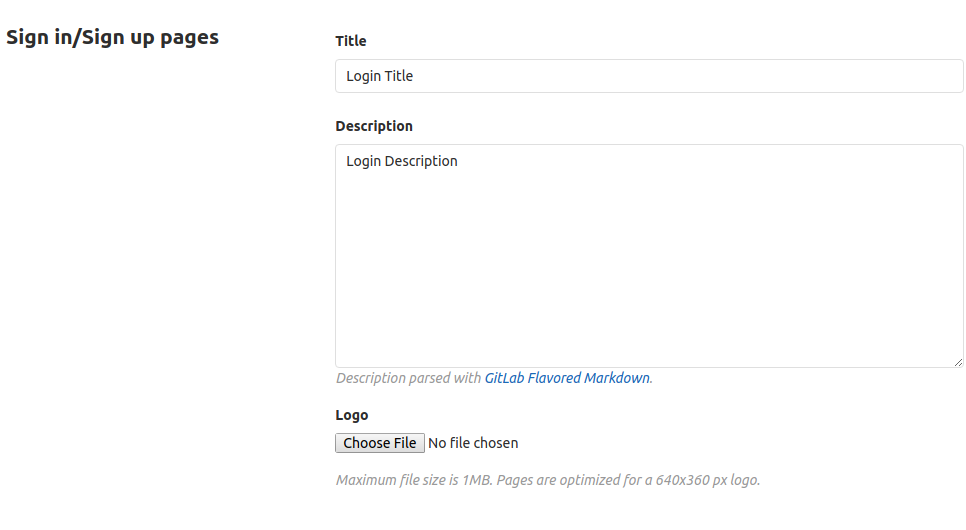 Sign in/Sign up pages
Title
Login Title
Description
Login Description
Description parsed with GitLab Flavored Markdown.
Logo
Choose File No file chosen
Maximum file size is 1MB. Pages are optimized for a 640x360 px logo.